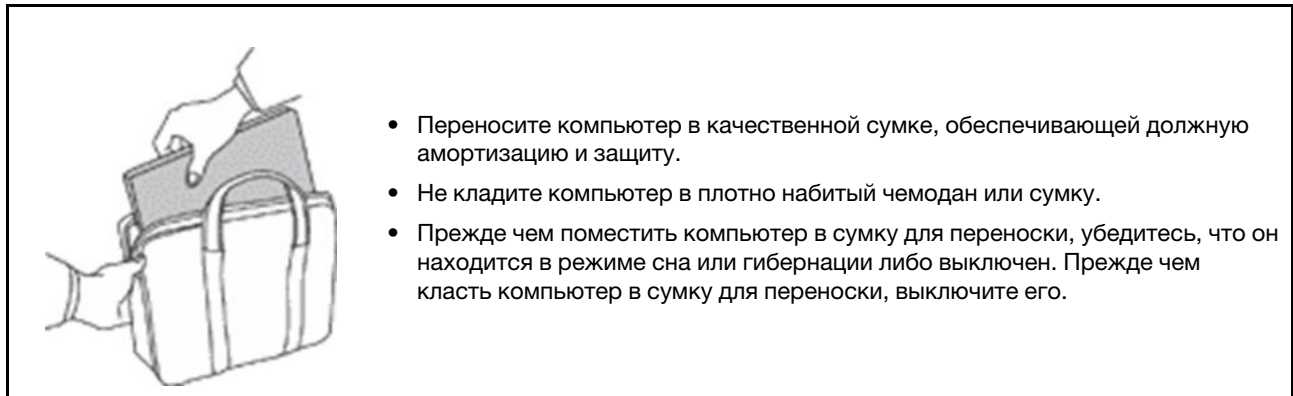 • Переносите компьютер в качественной сумке, обеспечивающей должную
амортизацию и защиту.
• Не кладите компьютер в плотно набитый чемодан или сумку.
• Прежде чем поместить компьютер в сумку для переноски, убедитесь, что он
находится в режиме сна или гибернации либо выключен. Прежде чем
класть компьютер в сумку для переноски, выключите его.